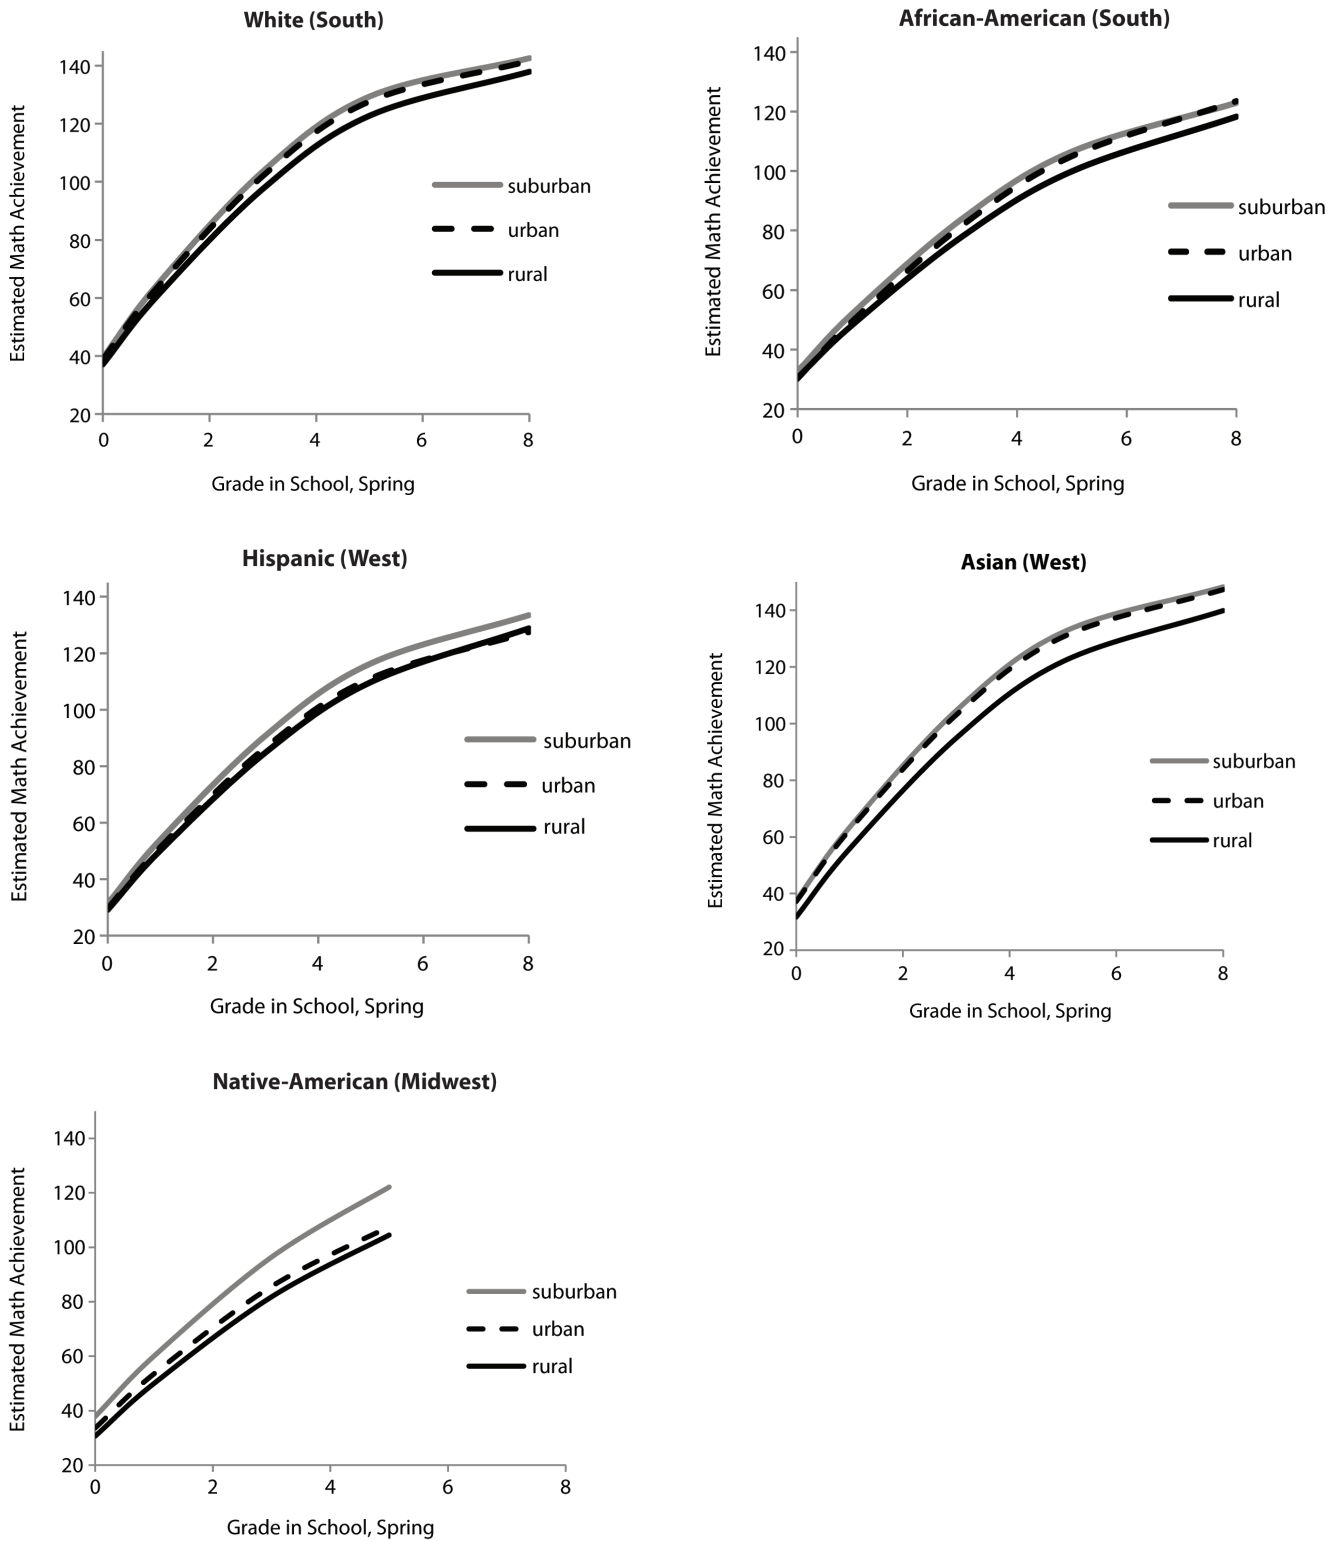 White (South)
Estimated Math Achievement
140
120
100
80
60
40
20
0 2 4 6 8
Grade in School, Spring
suburban
urban
rural
African-American (South)
Estimated Math Achievement
140
120
100
80
60
40
20
0 2 4 6 8
Grade in School, Spring
suburban
urban
rural
Hispanic (West)
Estimated Math Achievement
140
120
100
80
60
40
20
0 2 4 6 8
Grade in School, Spring
suburban
urban
rural
Asian (West)
Estimated Math Achievement
140
120
100
80
60
40
20
0 2 4 6 8
Grade in School, Spring
suburban
urban
rural
Native-American (Midwest)
Estimated Math Achievement
140
120
100
80
60
40
20
0 2 4 6 8
Grade in School, Spring
suburban
urban
rural